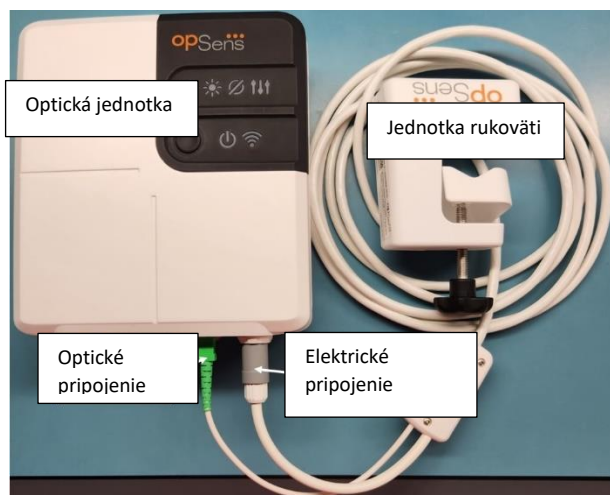 opSens
Optická jednotka
opSens
Jednotka rukoväti
Optické
pripojenie
Elektrické
pripojenie